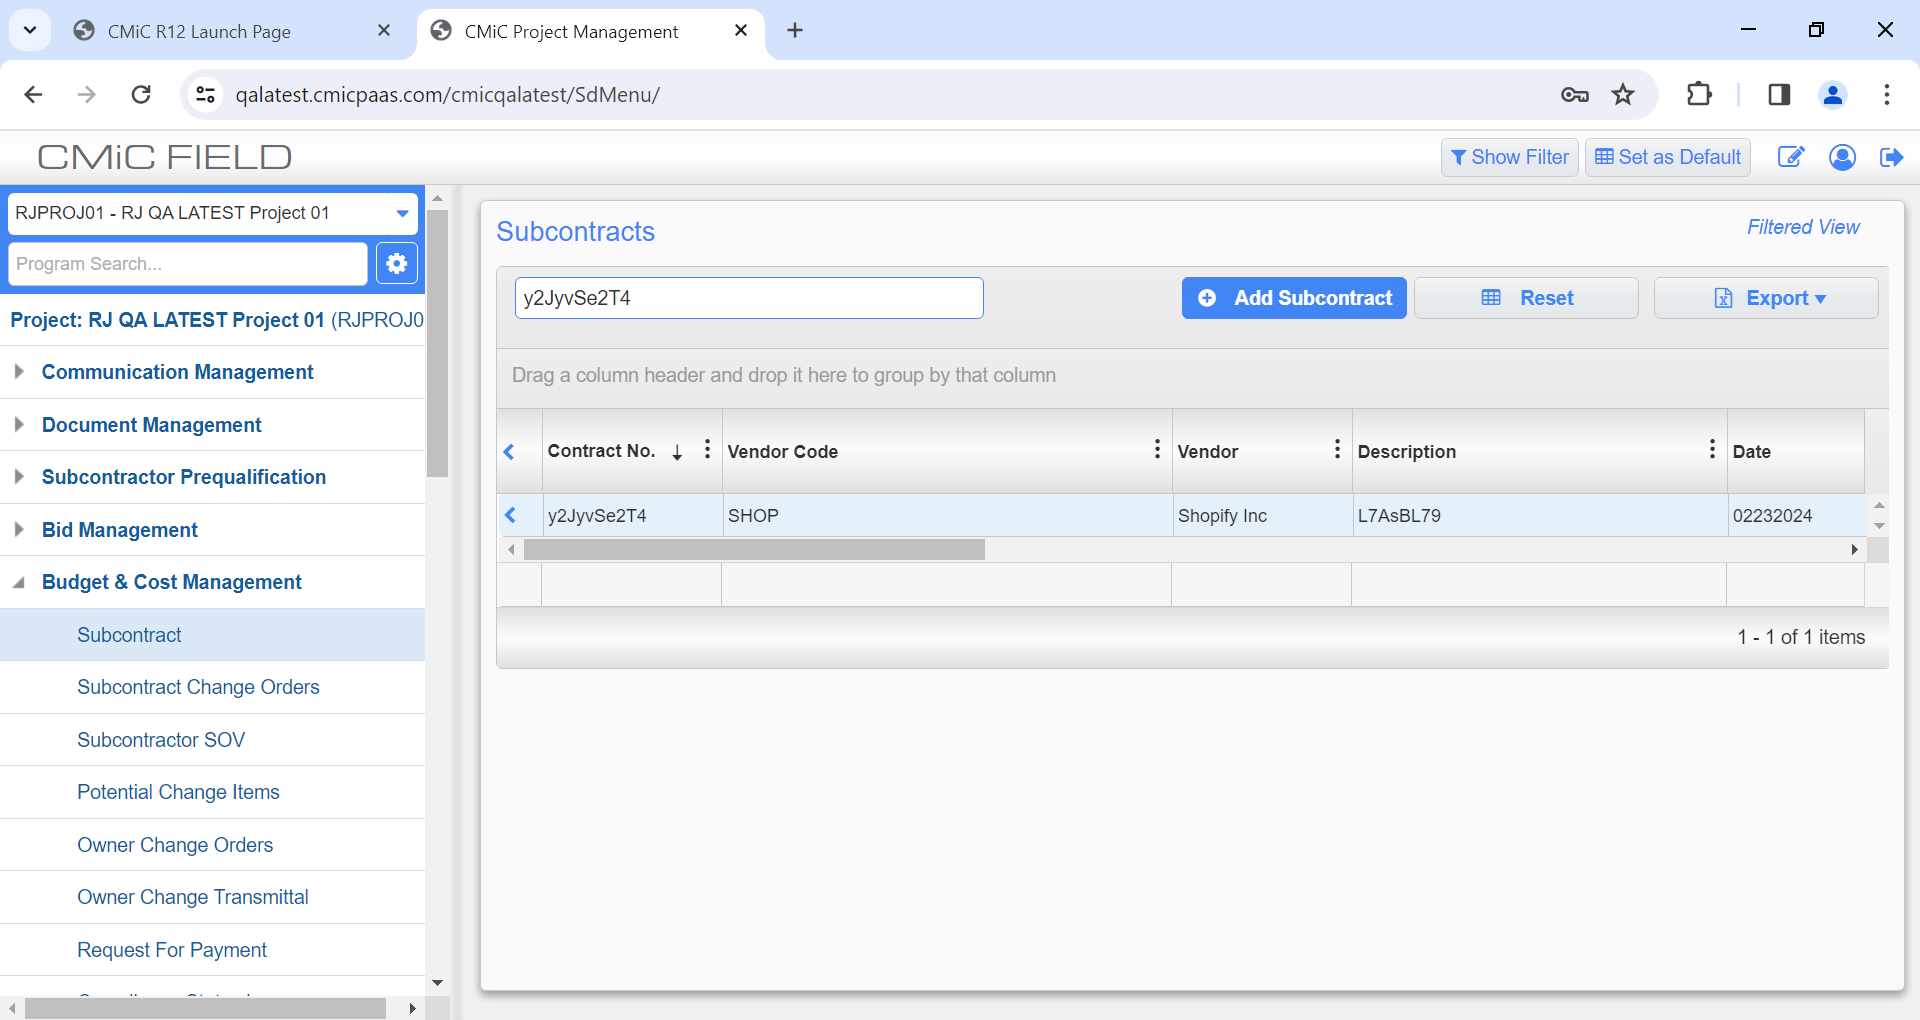 CMiC R12 Launch Page
CMiC Project Management
qalatest.cmicpaas.com/cmicqalatest/SdMenu/
CMiC FIELD
Show Filter
Set as Default
RJPROJ01 - RJ QA LATEST Project 01
Program Search...
Project: RJ QA LATEST Project 01 (RJPROJ0
Communication Management
Document Management
Subcontractor Prequalification
Bid Management
Budget & Cost Management
Subcontract
Subcontract Change Orders
Subcontractor SOV
Potential Change Items
Owner Change Orders
Owner Change Transmittal
Request For Payment
Subcontracts
Filtered View
y2JyvSe2T4
Add Subcontract
Reset
Export
Drag a column header and drop it here to group by that column
Contract No. Vendor Code Vendor Description Date
y2JyvSe2T4 SHOP Shopify Inc L7AsBL79 02232024
1 - 1 of 1 items